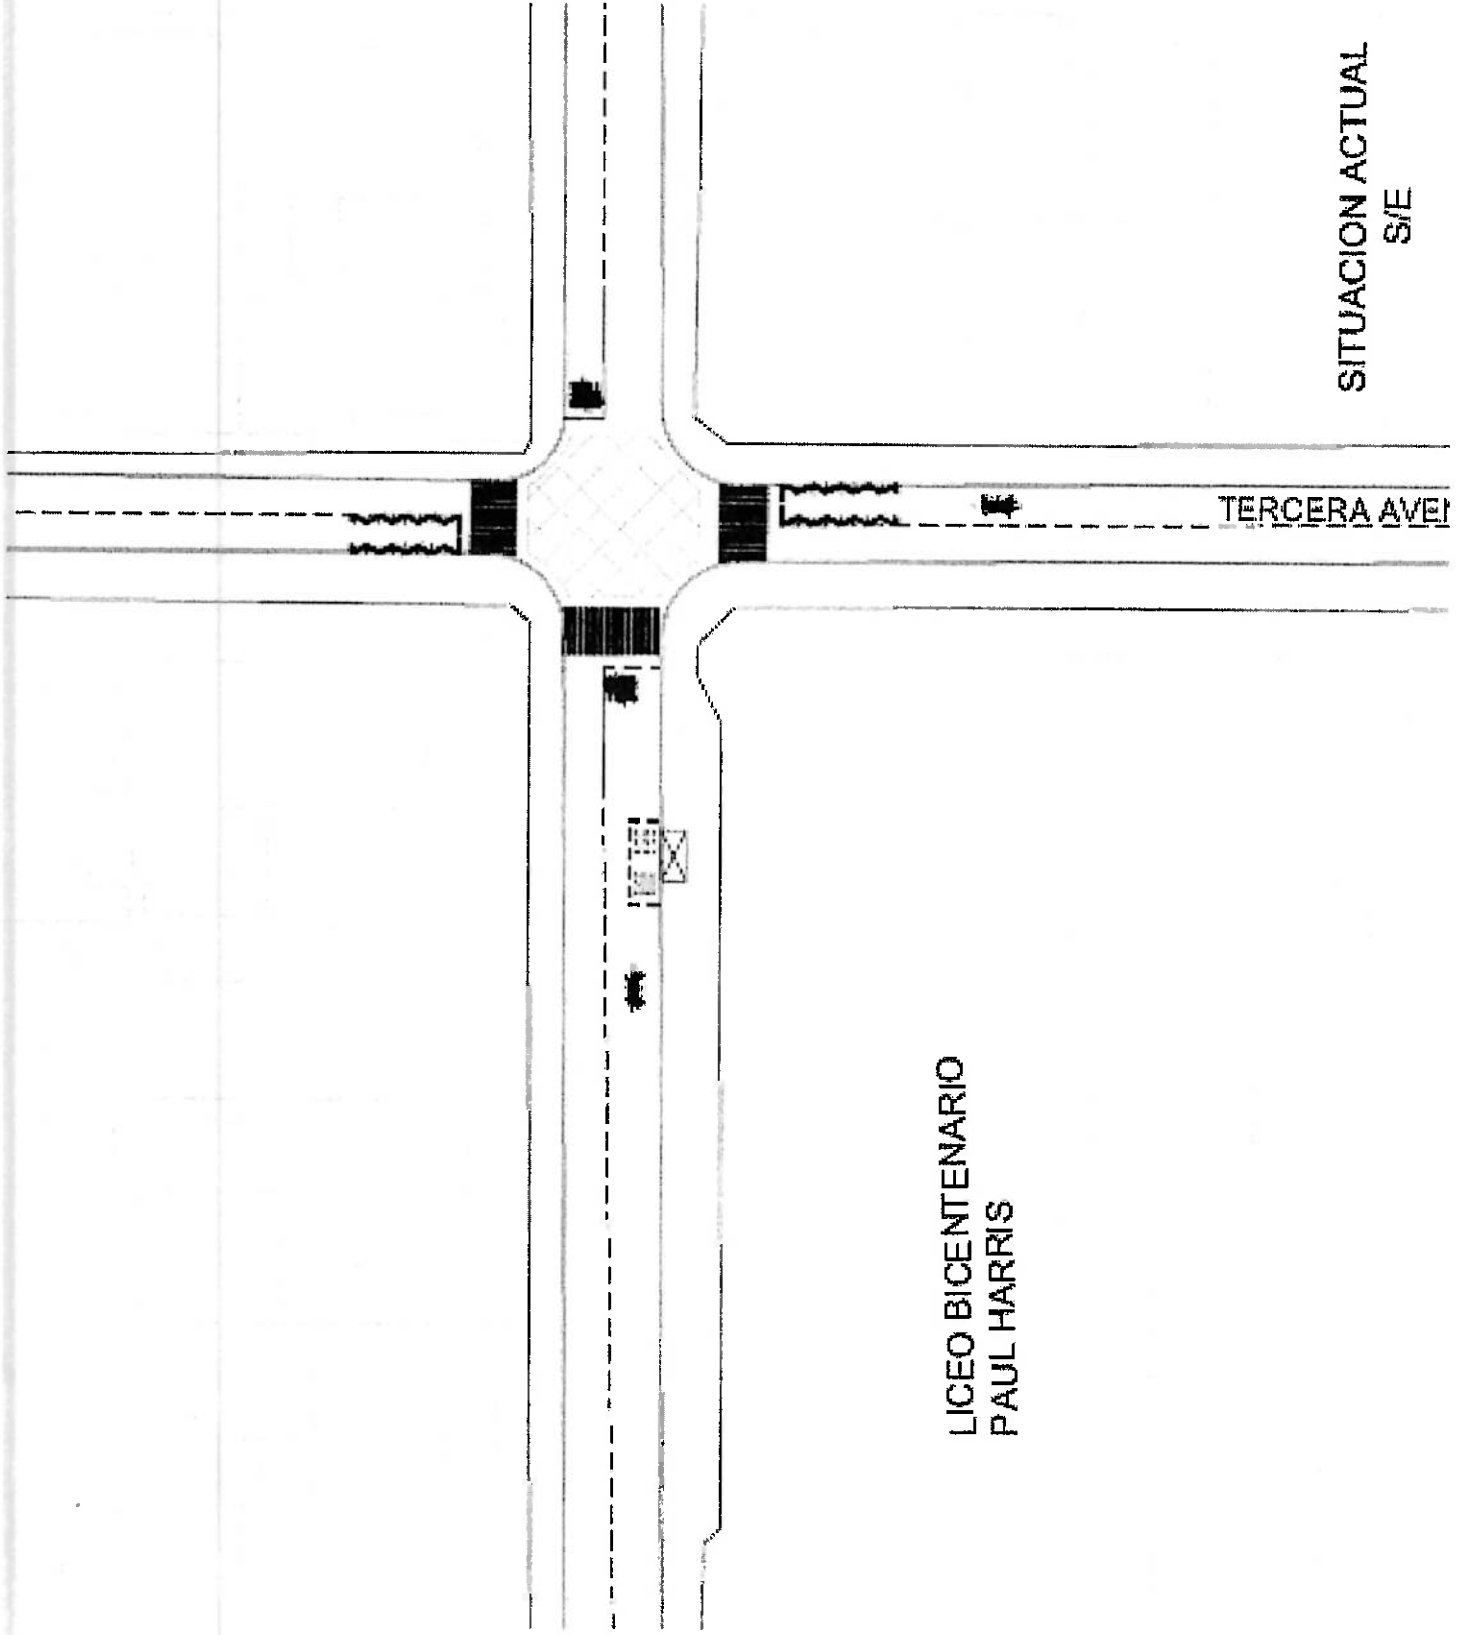 SITUACION ACTUAL
S/E
TERCERA AVEN
LICEO BICENTENARIO
PAUL HARRIS